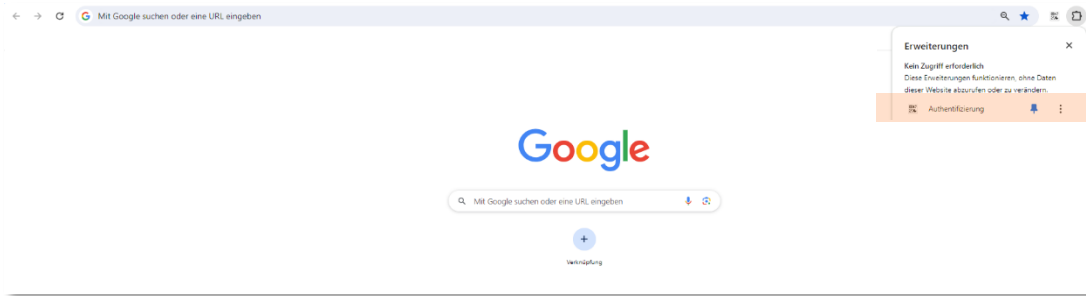 Mit Google suchen oder eine URL eingeben
Erweiterungen
Kein Zugriff erforderlich
Diese Erweiterungen funktionieren, ohne Daten
dieser Website abzurufen oder zu verändern.
Authentifizierung
Google
Mit Google suchen oder eine URL eingeben
Verknüpfung